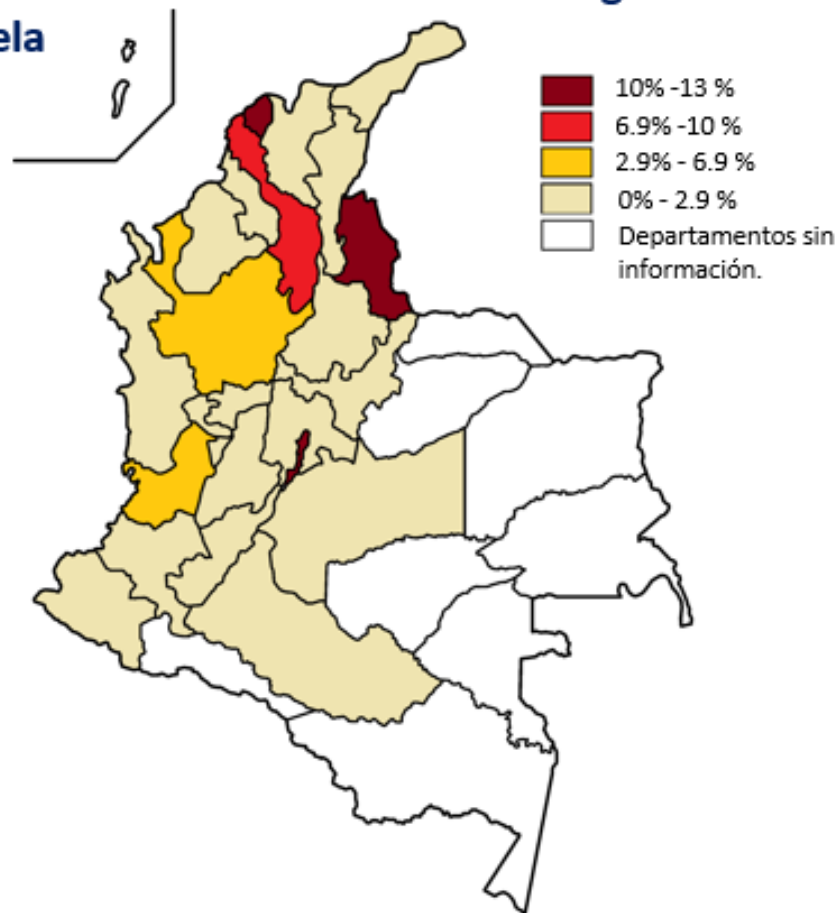 ela
g
10% -13 %
6.9% -10 %
2.9% - 6.9 %
0% - 2.9 %
Departamentos sin
información.